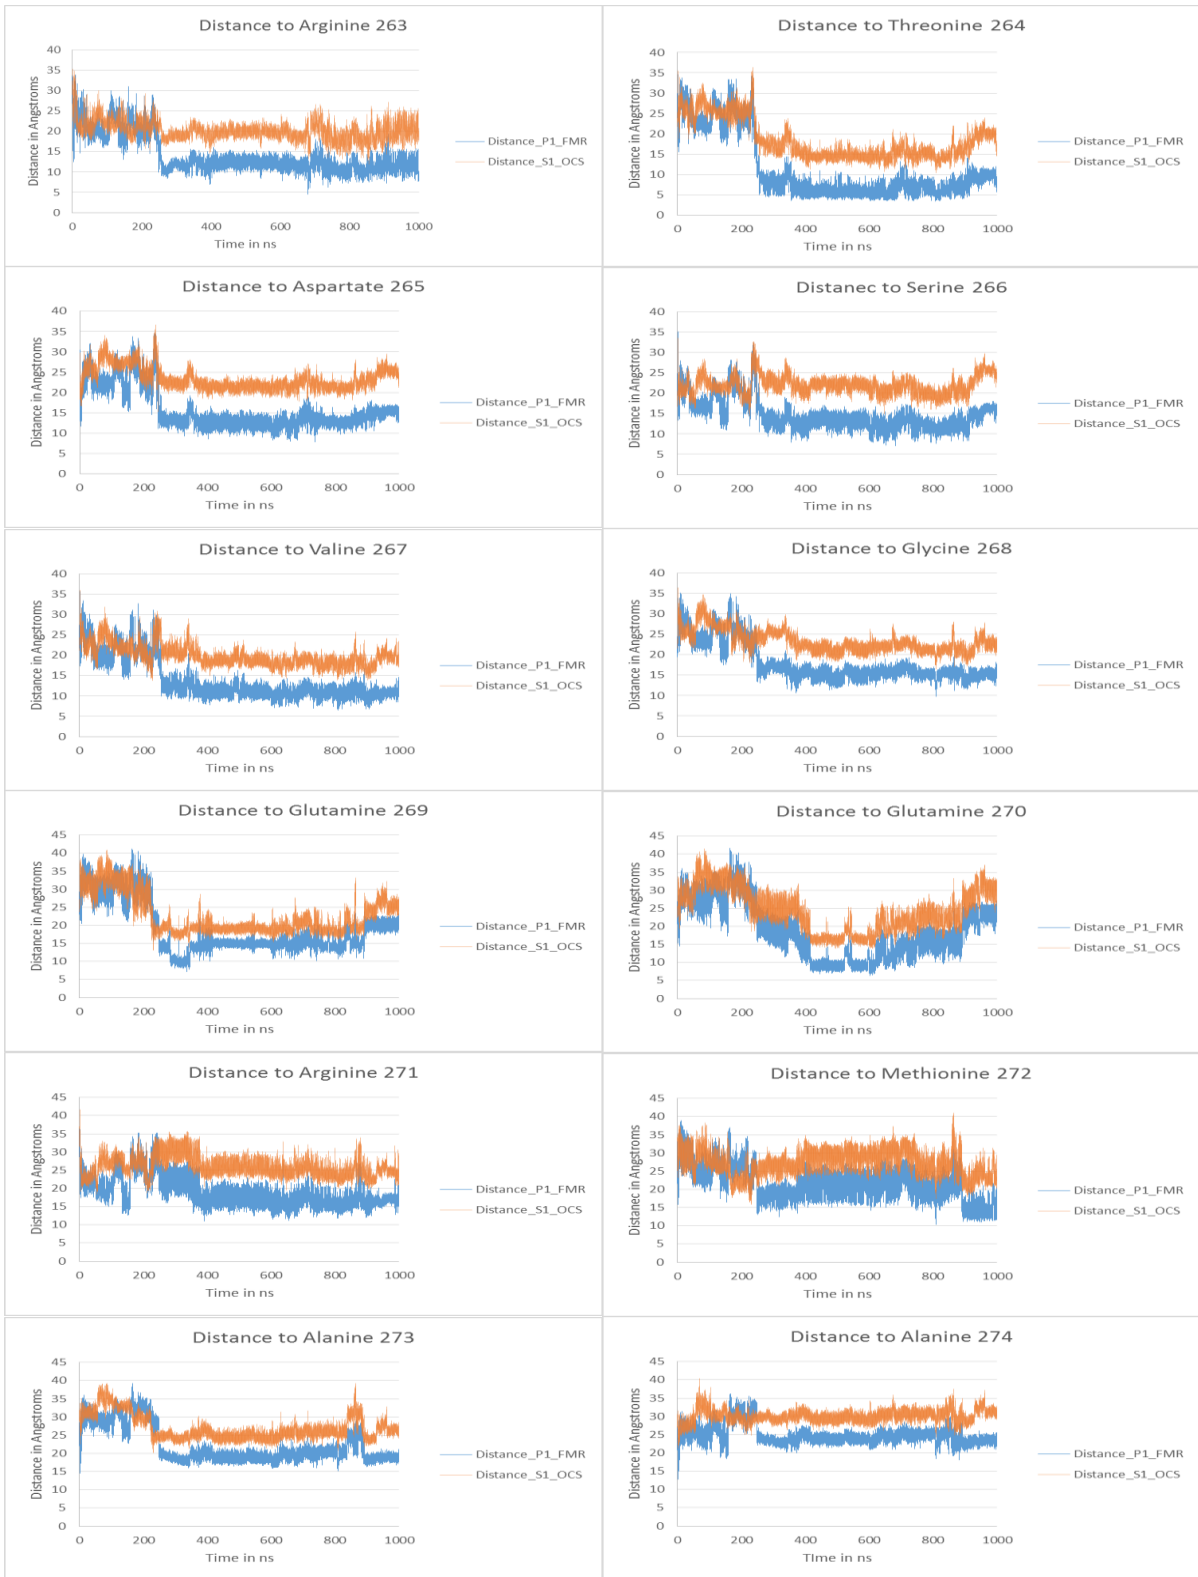 Distance to Arginine 263
Distance in Angstroms
40
35
30
25
20
15
10
5
0
0 200 400 600 800 1000
Time in ns
Distance_P1_FMR
Distance_S1_OCS
Distance to Threonine 264
Distance in Angstroms
40
35
30
25
20
15
10
5
0
0 200 400 600 800 1000
Time in ns
Distance_P1_FMR
Distance_S1_OCS
Distance to Aspartate 265
Distance in Angstroms
40
35
30
25
20
15
10
5
0
0 200 400 600 800 1000
Time in ns
Distance_P1_FMR
Distance_S1_OCS
Distanec to Serine 266
Distance in Angstroms
40
35
30
25
20
15
10
5
0
0 200 400 600 800 1000
Time in ns
Distance_P1_FMR
Distance_S1_OCS
Distance to Valine 267
Distance in Angstroms
40
35
30
25
20
15
10
5
0
0 200 400 600 800 1000
Time in ns
Distance_P1_FMR
Distance_S1_OCS
Distance to Glycine 268
Distance in Angstroms
40
35
30
25
20
15
10
5
0
0 200 400 600 800 1000
Time in ns
Distance_P1_FMR
Distance_S1_OCS
Distance to Glutamine 269
Distance in Angstroms
45
40
35
30
25
20
15
10
5
0
0 200 400 600 800 1000
Time in ns
Distance_P1_FMR
Distance_S1_OCS
Distance to Glutamine 270
Distance in Angstroms
45
40
35
30
25
20
15
10
5
0
0 200 400 600 800 1000
Time in ns
Distance_P1_FMR
Distance_S1_OCS
Distance to Arginine 271
Distance in Angstroms
45
40
35
30
25
20
15
10
5
0
0 200 400 600 800 1000
Time in ns
Distance_P1_FMR
Distance_S1_OCS
Distance to Methionine 272
Distanec in Angstroms
45
40
35
30
25
20
15
10
5
0
0 200 400 600 800 1000
Time in ns
Distance_P1_FMR
Distance_S1_OCS
Distance to Alanine 273
Distance in Angstroms
45
40
35
30
25
20
15
10
5
0
0 200 400 600 800 1000
Time in ns
Distance_P1_FMR
Distance_S1_OCS
Distance to Alanine 274
Distance in Angstroms
45
40
35
30
25
20
15
10
5
0
0 200 400 600 800 1000
TIme in ns
Distance_P1_FMR
Distance_S1_OCS